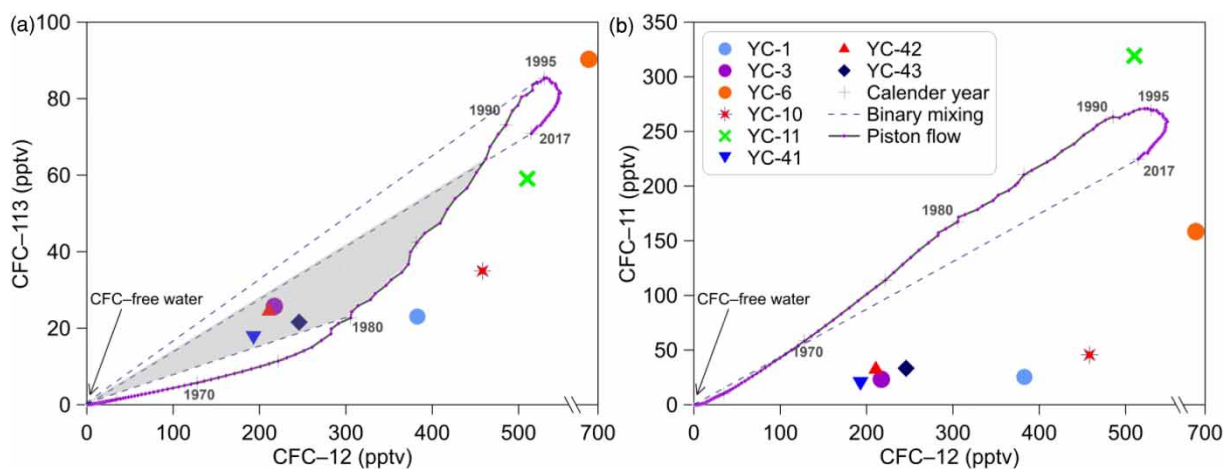 (a)
100
80
60
40
20
0
CFC–113 (pptv)
1995
1990
2017
1980
1970
CFC–free water
0
100
200
300
400
500
700
CFC–12 (pptv)
(b)
350
300
250
200
150
100
50
0
CFC–11 (pptv)
YC-1
YC-3
YC-6
YC-10
YC-11
YC-41
YC-42
YC-43
Calender year
Binary mixing
Piston flow
1990
1995
2017
1980
1970
CFC–free water
0
100
200
300
400
500
700
CFC–12 (pptv)